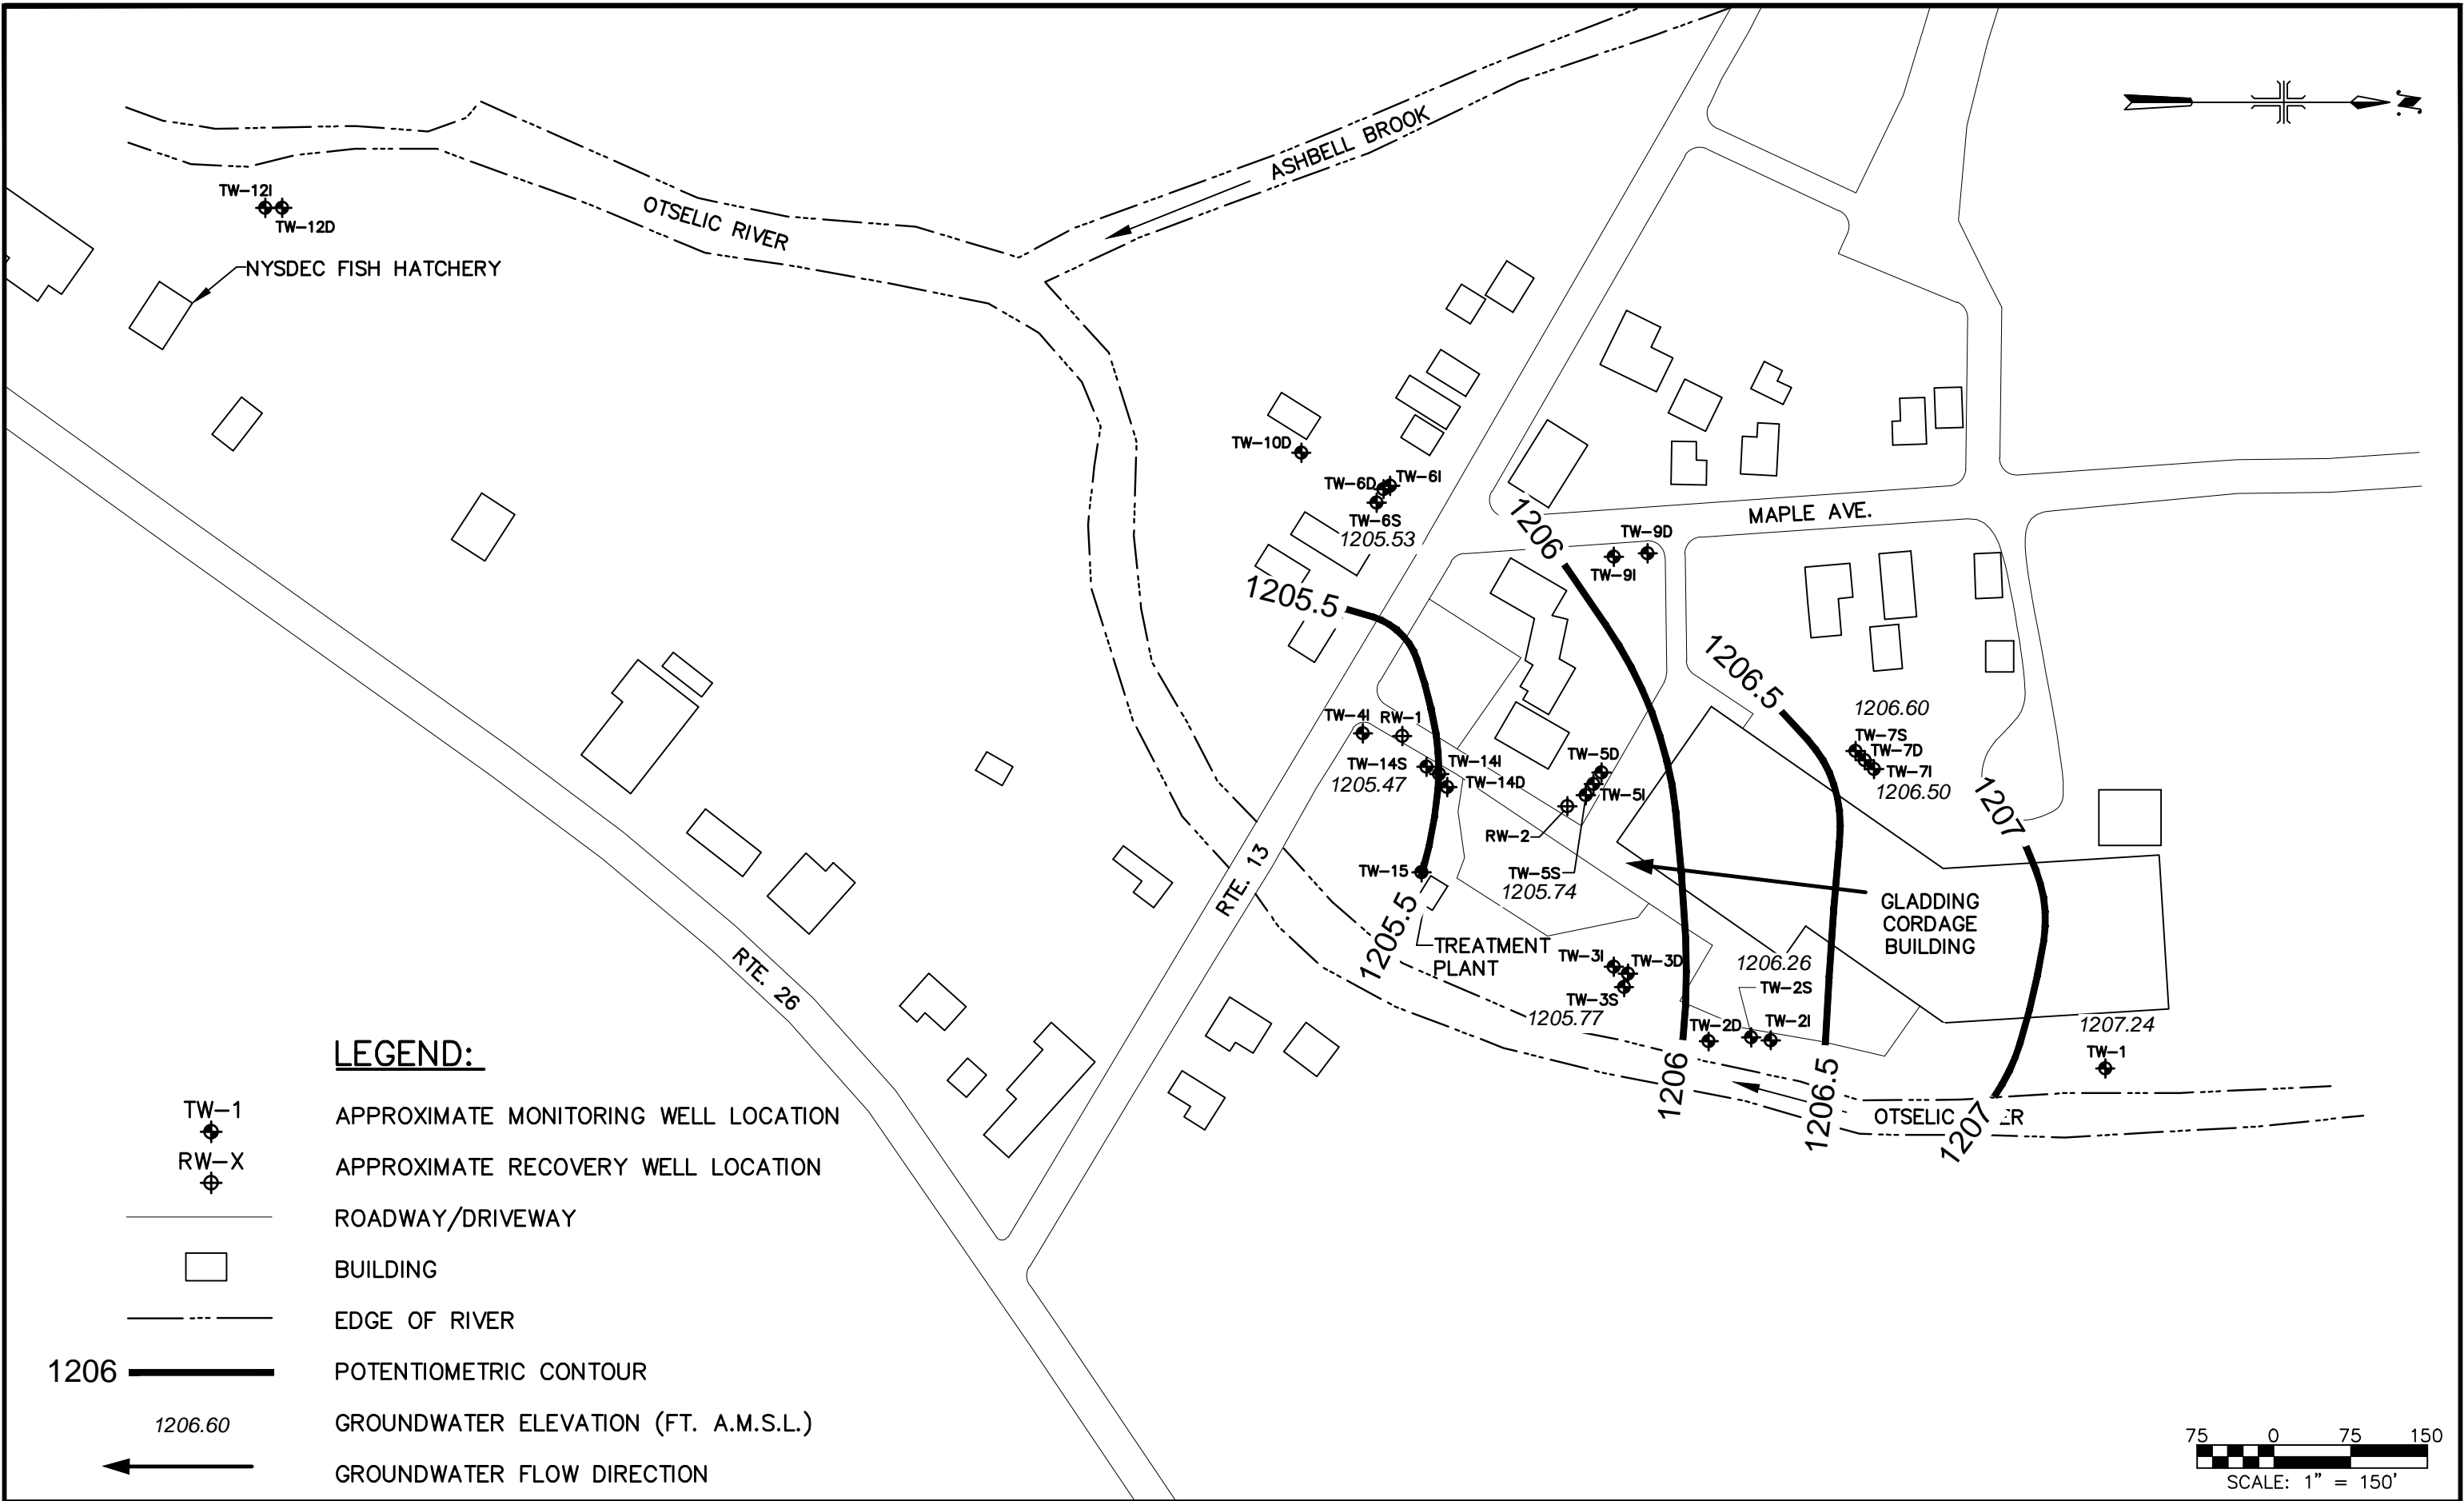 ASHBELL BROOK
N
TW-12I
TW-12D
OTSELIC RIVER
NYSDEC FISH HATCHERY
TW-10D
TW-6D
TW-6I
TW-6S
1205.53
1206
MAPLE AVE.
TW-9D
TW-9I
1205.5
1206.5
1206.60
TW-4I
RW-1
TW-7S
TW-7D
TW-7I
1206.50
TW-14S
TW-14I
1205.47
TW-14D
TW-5D
TW-5I
1207
RW-2
RTE. 13
TW-15
TW-5S
1205.74
GLADDING
CORDAGE
BUILDING
1205.5
TREATMENT
PLANT
TW-3I
TW-3D
1206.26
TW-2S
TW-3S
1205.77
RTE. 26
TW-2D
TW-2I
1207.24
TW-1
1206
1206.5
OTSELIC
ER
1207
LEGEND:
TW-1
APPROXIMATE MONITORING WELL LOCATION
RW-X
APPROXIMATE RECOVERY WELL LOCATION
ROADWAY/DRIVEWAY
BUILDING
EDGE OF RIVER
1206
POTENTIOMETRIC CONTOUR
1206.60
GROUNDWATER ELEVATION (FT. A.M.S.L.)
GROUNDWATER FLOW DIRECTION
75 0 75 150
SCALE: 1" = 150'